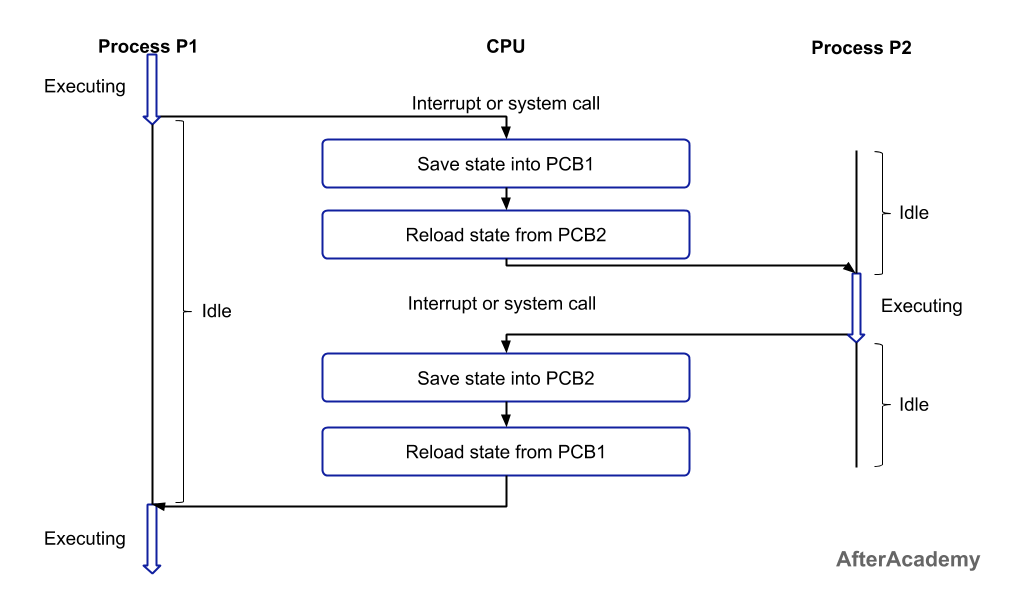 Process P1
CPU
Process P2
Executing
Interrupt or system call
Save state into PCB1
Idle
Reload state from PCB2
Interrupt or system call
Executing
Idle
Save state into PCB2
Idle
Reload state from PCB1
Executing
AfterAcademy